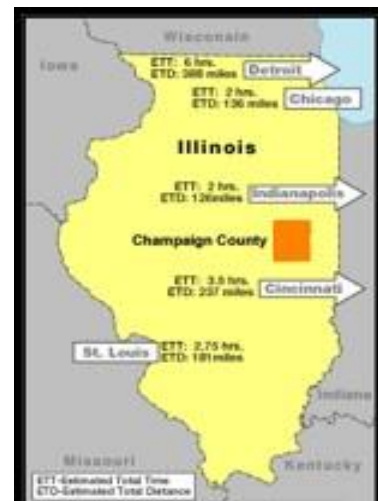 Wisconsin
Iowa
ETT: 6 hrs.
ETD: 388 miles
Detroit
ETT: 2 hrs.
ETD: 136 miles
Chicago
Illinois
ETT: 2 hrs.
ETD: 126miles
Indianapolis
Champaign County
ETT: 3.5 hrs.
ETD: 237 miles
Cincinnati
St. Louis
ETT: 2.75 hrs.
ETD: 181miles
Indiana
Missouri
Kentucky
ETT-Estimated Total Time
ETD-Estimated Total Distance